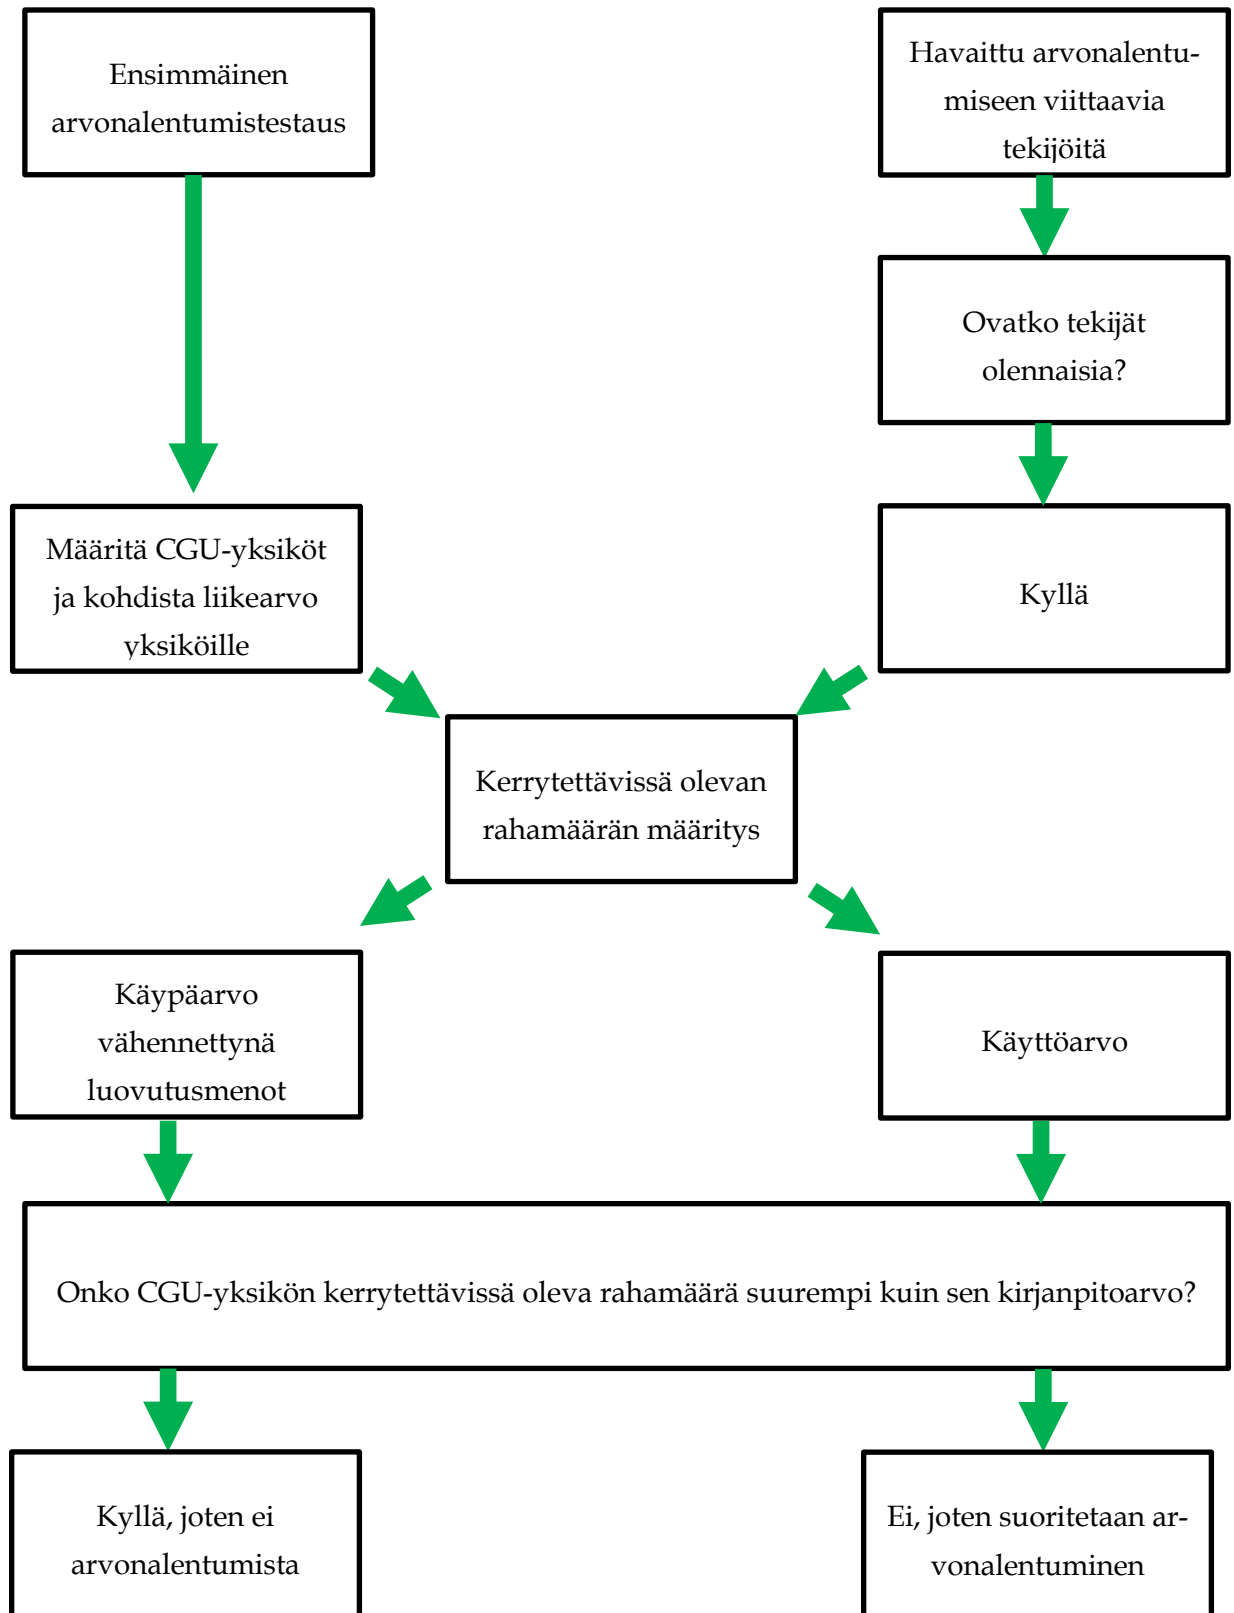 Ensimmäinen
arvonalentumistestaus
Havaittu arvonalentu-
miseen viittaavia
tekijöitä
Ovatko tekijät
olennaisia?
Määritä CGU-yksiköt
ja kohdista liikearvo
yksiköille
Kyllä
Kerrytettävissä olevan
rahamäärän määritys
Käypäarvo
vähennettynä
luovutusmenot
Käyttöarvo
Onko CGU-yksikön kerrytettävissä oleva rahamäärä suurempi kuin sen kirjanpitoarvo?
Kyllä, joten ei
arvonalentumista
Ei, joten suoritetaan ar-
vonalentuminen